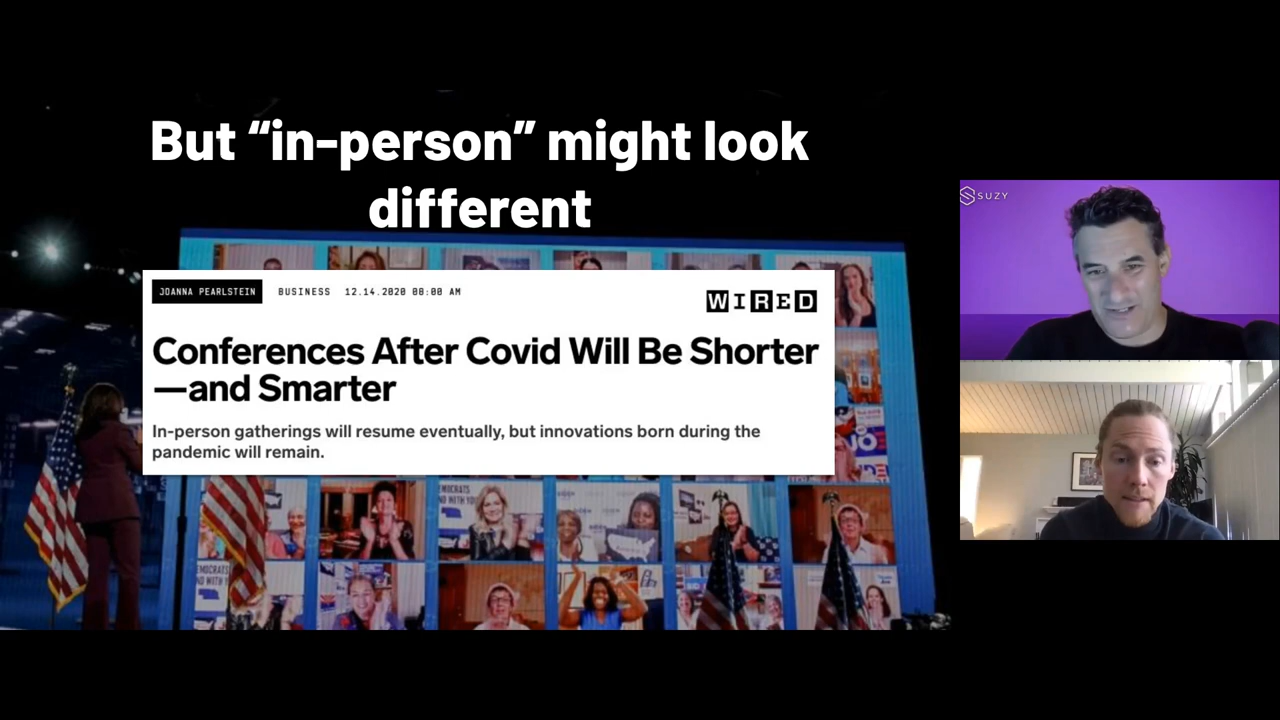 But “in-person” might look
different
JOANNA PEARLSTEIN BUSINESS 12.14.2020 08:00 AM
WIRED
Conferences After Covid Will Be Shorter
—and Smarter
In-person gatherings will resume eventually, but innovations born during the
pandemic will remain.
SUZY